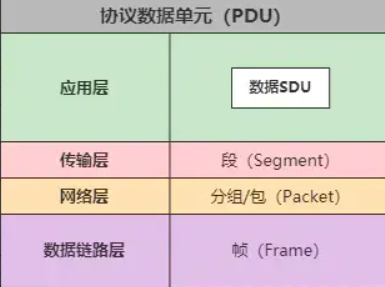 协议数据单元（PDU）
应用层
数据SDU
传输层
段（Segment）
网络层
分组/包（Packet）
数据链路层
帧（Frame）